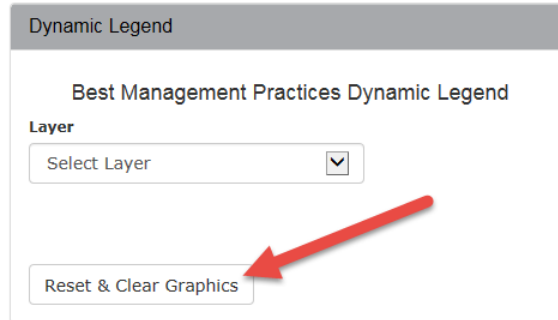 Dynamic Legend
Best Management Practices Dynamic Legend
Layer
Select Layer
Reset & Clear Graphics